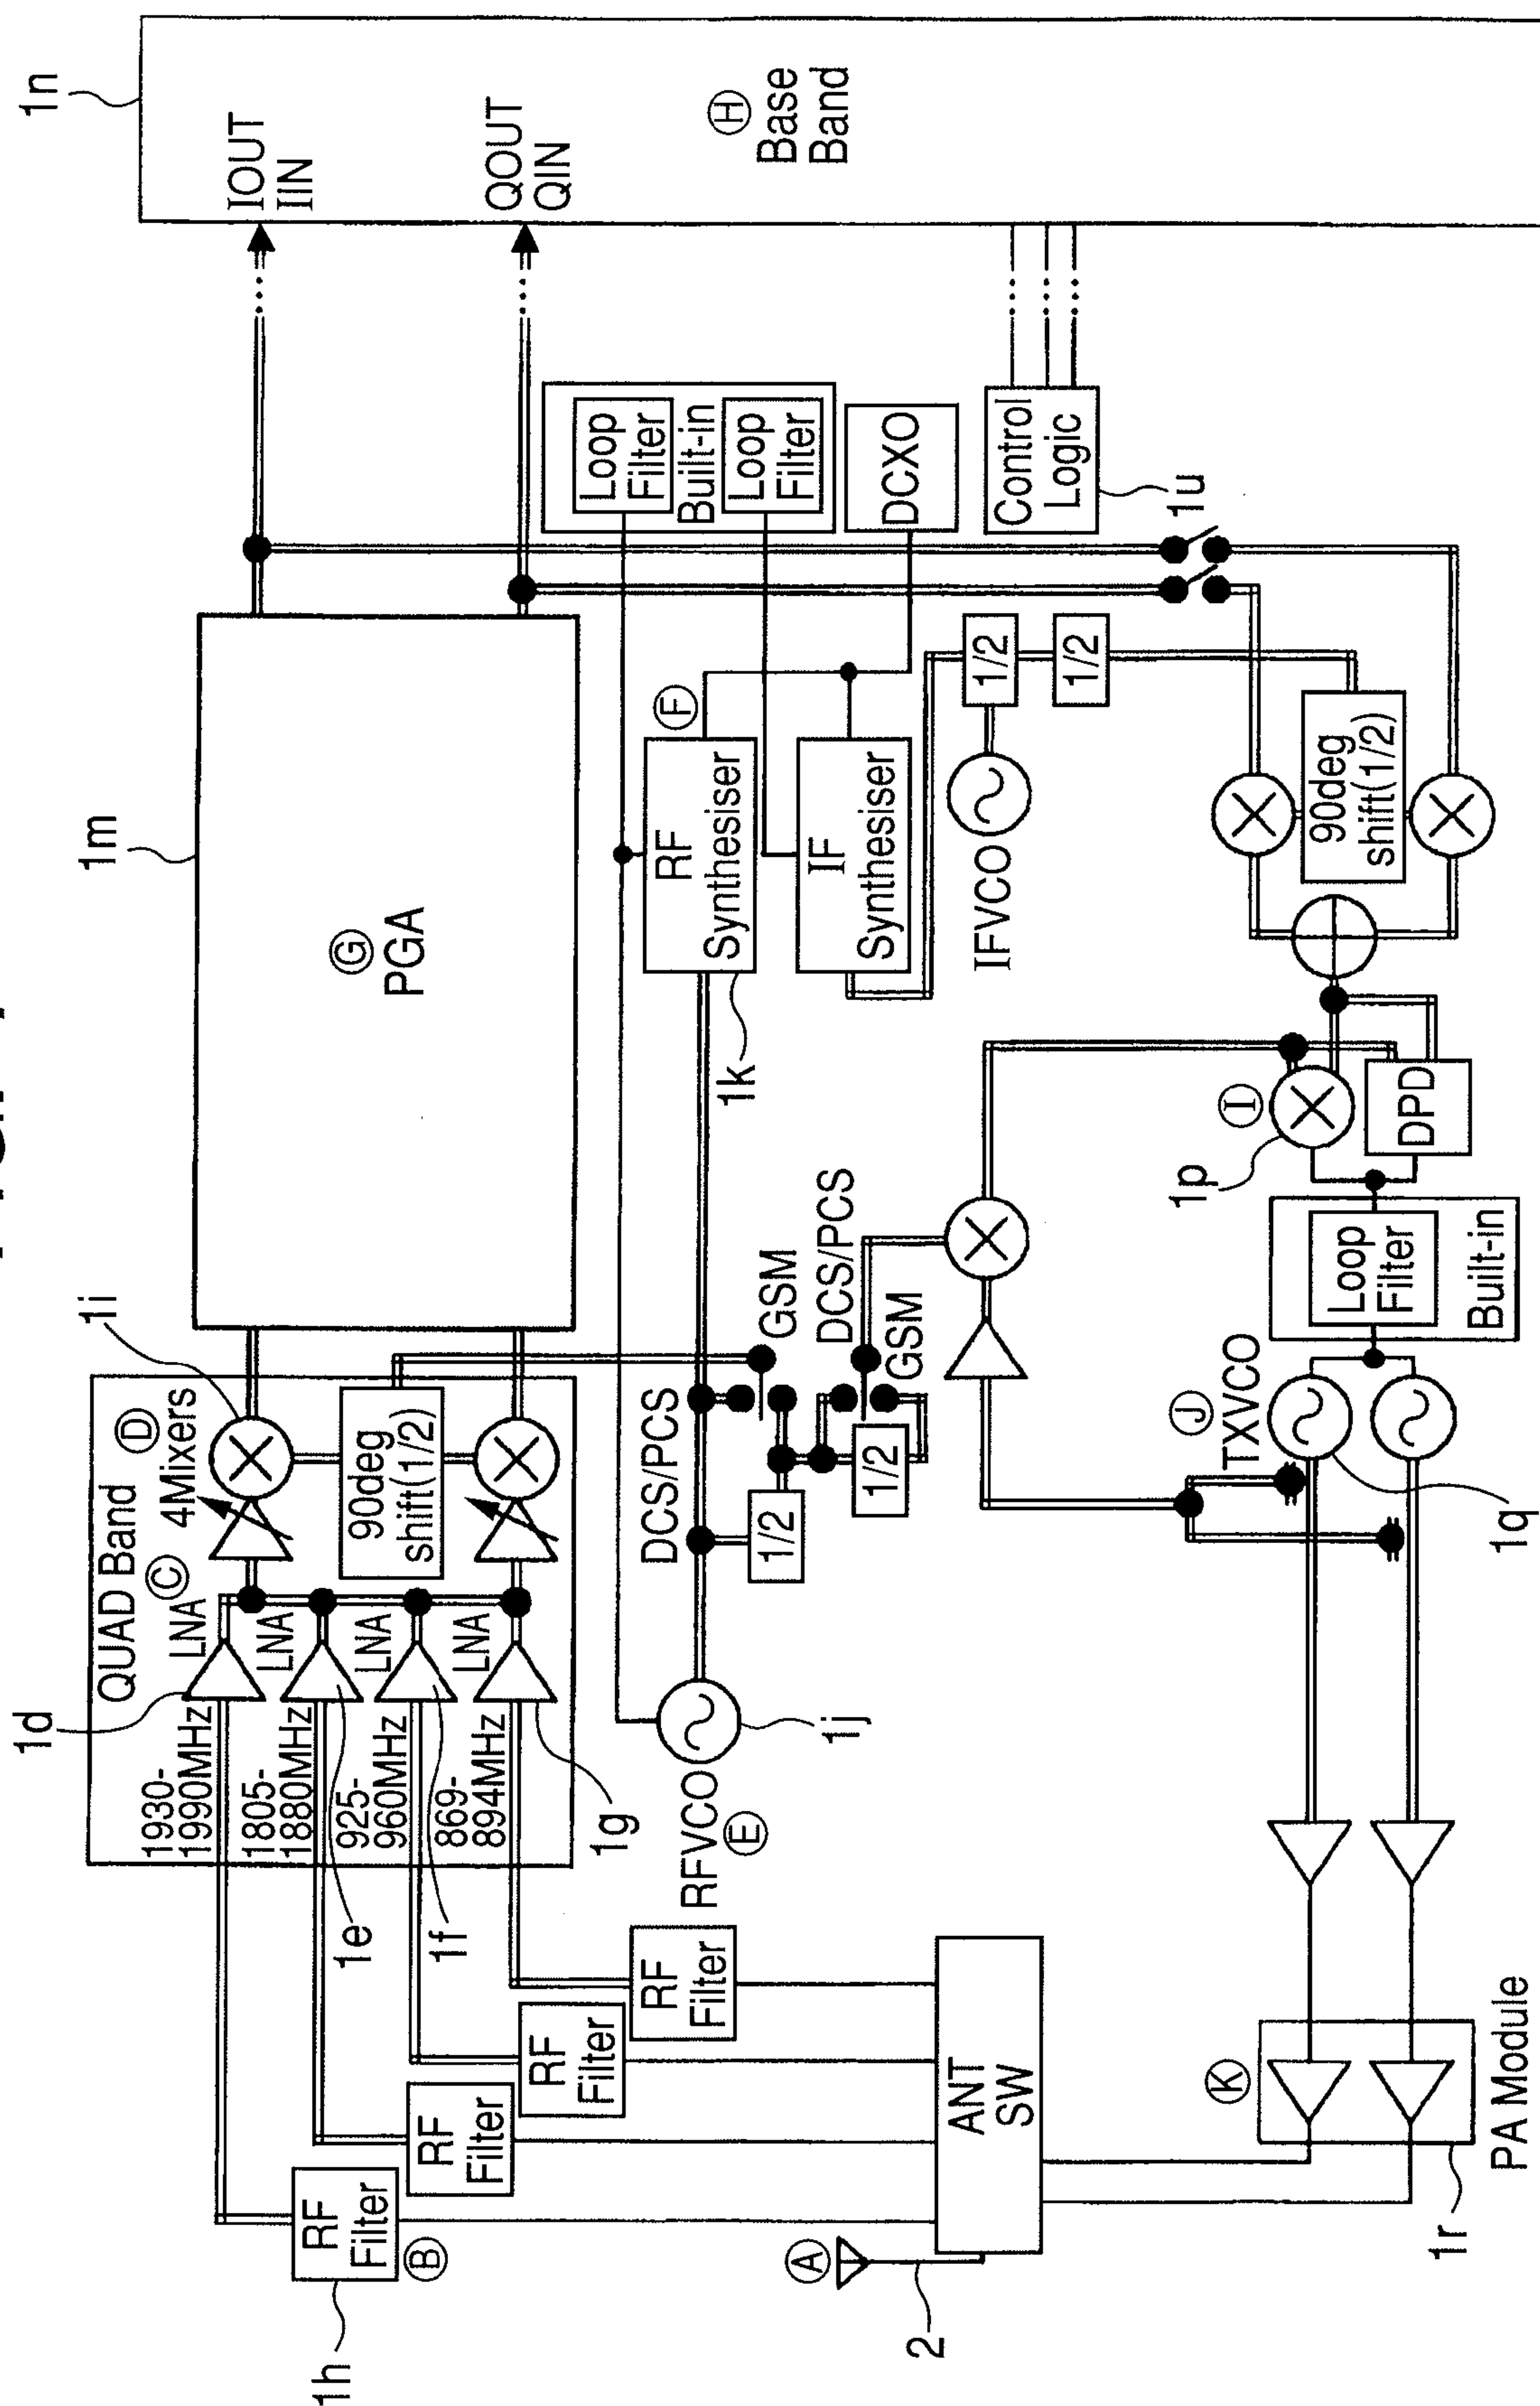 1n
IOUT
IIN
QOUT
QIN
Ⓗ
Base
Band
1m
Ⓖ
PGA
Loop
Filter
Built-in
Loop
Filter
DCXO
Control
Logic
1u
Ⓕ
RF
Synthesiser
IF
Synthesiser
1k
1/2
1/2
IFVCO
90deg
shift(1/2)
1i
Ⓓ
4Mixers
QUAD Band
Ⓒ
90deg
shift(1/2)
1d
LNA
LNA
LNA
LNA
1930-
1990MHz
1805-
1880MHz
925-
960MHz
869-
894MHz
1e
1f
1g
DCS/PCS
GSM
DCS/PCS
GSM
1/2
1/2
1j
RFVCO
Ⓔ
Ⓘ
1p
DPD
Loop
Filter
Built-in
Ⓙ
TXVCO
1q
RF
Filter
RF
Filter
RF
Filter
RF
Filter
Ⓑ
1h
ANT
SW
Ⓐ
2
Ⓚ
1r
PA Module